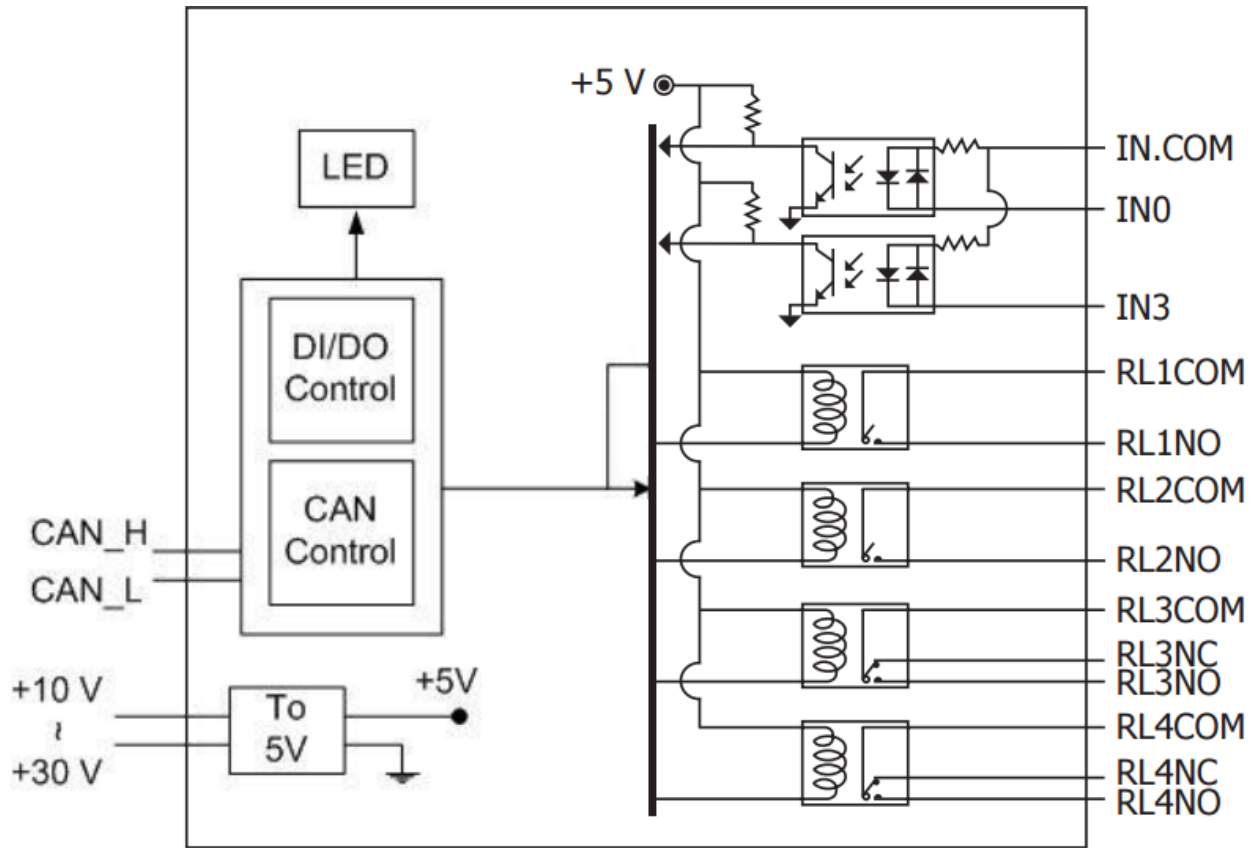 +5 V
LED
DI/DO
Control
CAN
Control
CAN_H
CAN_L
+10 V
~
+30 V
To
5V
+5V
IN.COM
IN0
IN3
RL1COM
RL1NO
RL2COM
RL2NO
RL3COM
RL3NC
RL3NO
RL4COM
RL4NC
RL4NO